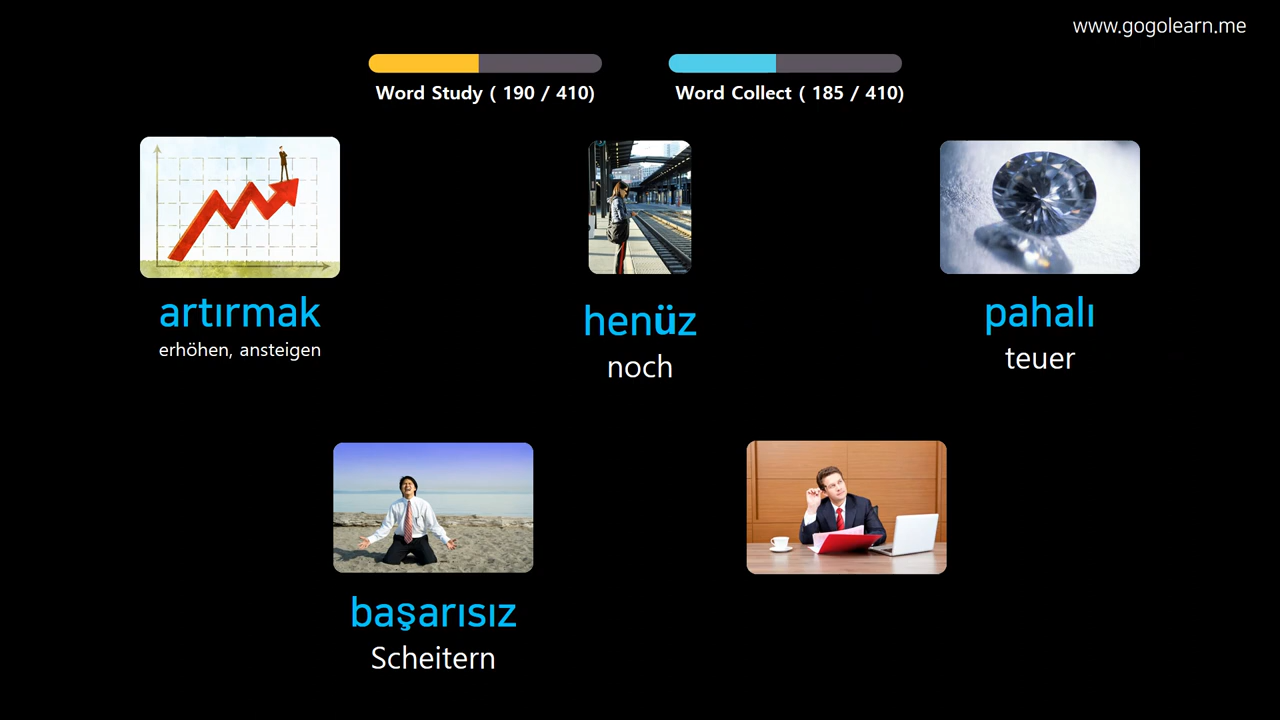 www.gogolearn.me
Word Study ( 190 / 410)
Word Collect ( 185 / 410)
artırmak
erhöhen, ansteigen
henüz
noch
pahalı
teuer
başarısız
Scheitern